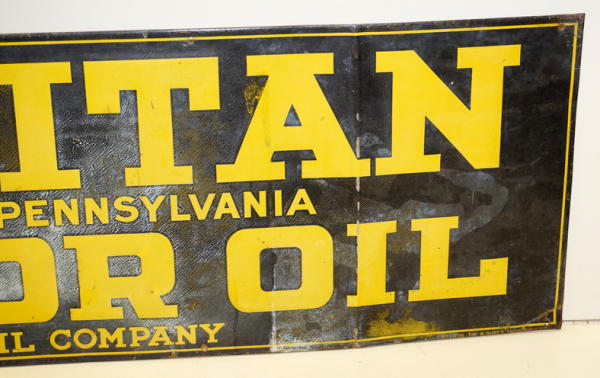 ITAN
PENNSYLVANIA
OR OIL
IL COMPANY